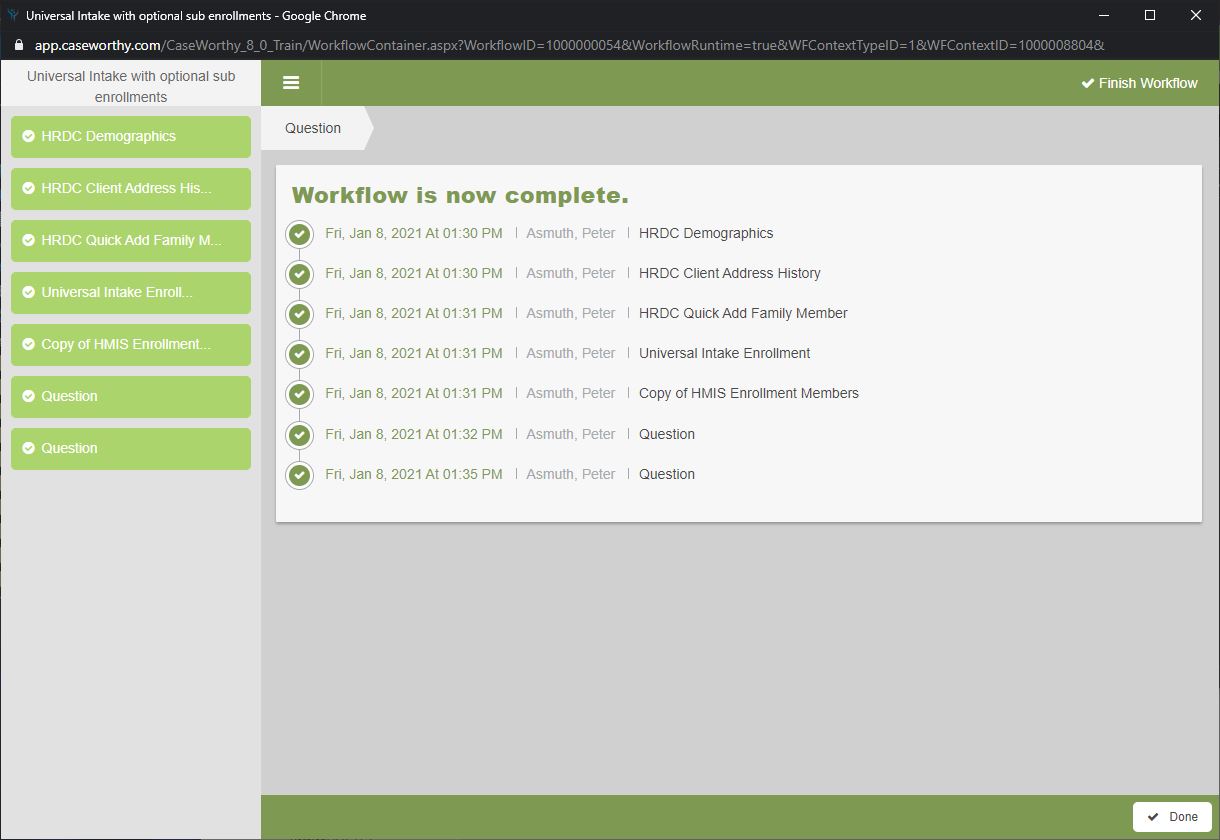 Universal Intake with optional sub enrollments - Google Chrome
app.caseworthy.com/CaseWorthy_8_0_Train/WorkflowContainer.aspx?WorkflowID=1000000054&WorkflowRuntime=true&WFContextTypeID=1&WFContextID=1000008804&
Universal Intake with optional sub
enrollments
Finish Workflow
HRDC Demographics
HRDC Client Address His...
HRDC Quick Add Family M...
Universal Intake Enroll...
Copy of HMIS Enrollment...
Question
Question
Question
Workflow is now complete.
Fri, Jan 8, 2021 At 01:30 PM | Asmuth, Peter | HRDC Demographics
Fri, Jan 8, 2021 At 01:30 PM | Asmuth, Peter | HRDC Client Address History
Fri, Jan 8, 2021 At 01:31 PM | Asmuth, Peter | HRDC Quick Add Family Member
Fri, Jan 8, 2021 At 01:31 PM | Asmuth, Peter | Universal Intake Enrollment
Fri, Jan 8, 2021 At 01:31 PM | Asmuth, Peter | Copy of HMIS Enrollment Members
Fri, Jan 8, 2021 At 01:32 PM | Asmuth, Peter | Question
Fri, Jan 8, 2021 At 01:35 PM | Asmuth, Peter | Question
Done